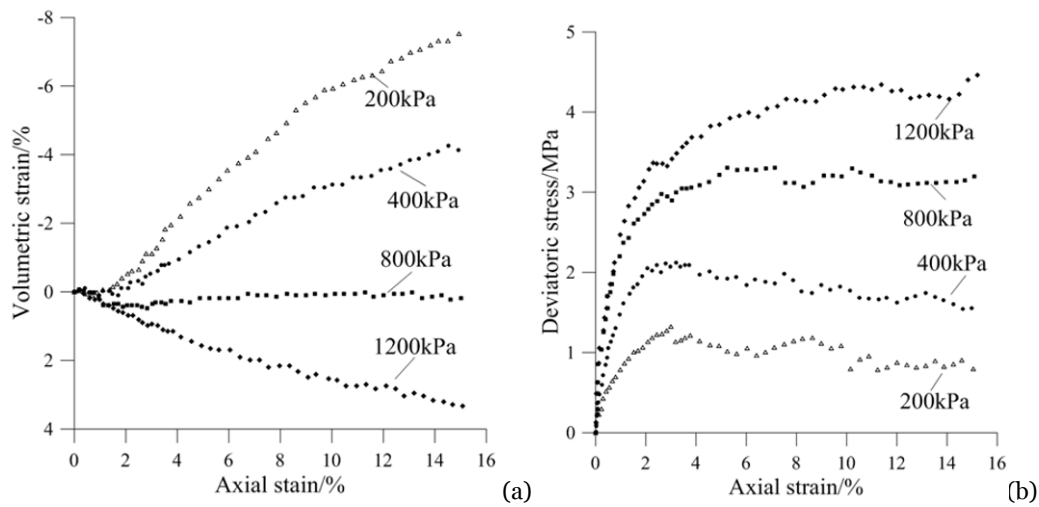 -8
-6
-4
-2
0
2
4
Volumetric strain/%
200kPa
400kPa
800kPa
1200kPa
0 2 4 6 8 10 12 14 16
Axial stain/%
(a)
5
4
3
2
1
0
Deviatoric stress/MPa
1200kPa
800kPa
400kPa
200kPa
0 2 4 6 8 10 12 14 16
Axial strain/%
(b)